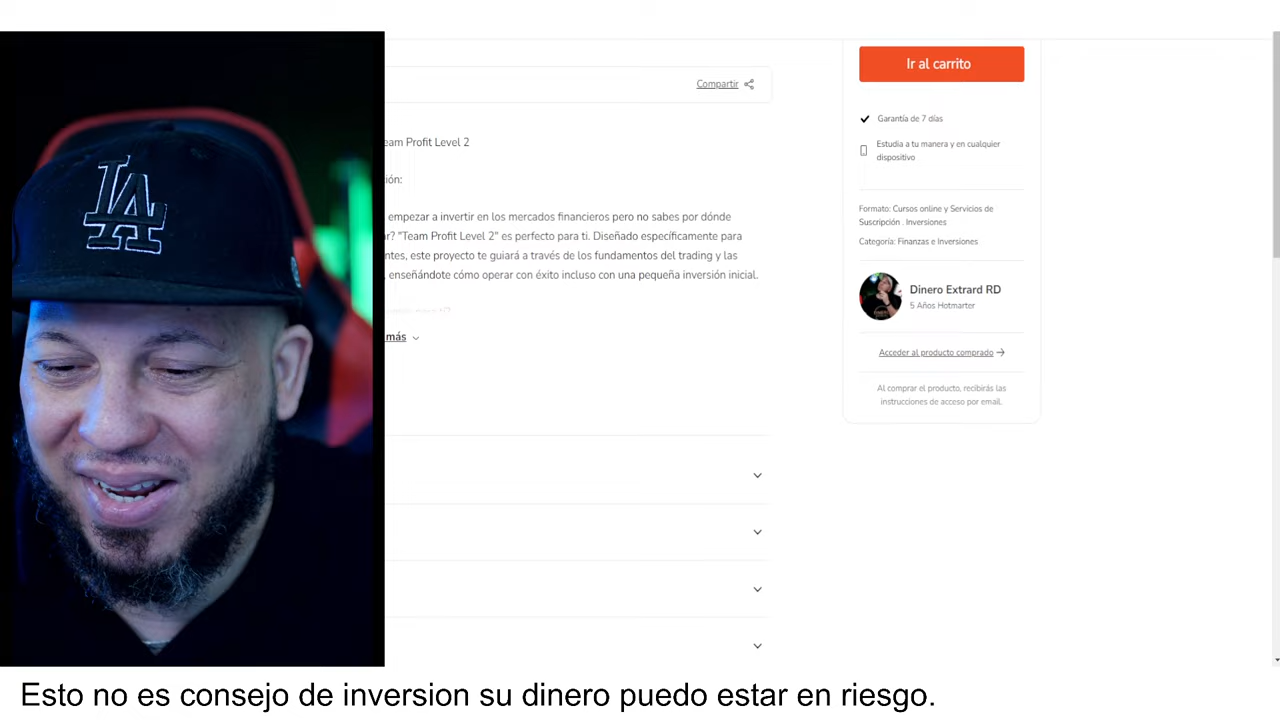 LA
Ir al carrito
Compartir
Garantía de 7 días
eam Profit Level 2
Estudia a tu manera y en cualquier
dispositivo
ión:
Formato: Cursos online y Servicios de
Suscripción . Inversiones
Categoría: Finanzas e Inversiones
empezar a invertir en los mercados financieros pero no sabes por dónde
ar? "Team Profit Level 2" es perfecto para ti. Diseñado específicamente para
ntes, este proyecto te guiará a través de los fundamentos del trading y las
enseñándote cómo operar con éxito incluso con una pequeña inversión inicial.
más
Dinero Extrard RD
5 Años Hotmarter
Acceder al producto comprado
Al comprar el producto, recibirás las
instrucciones de acceso por email.
Esto no es consejo de inversion su dinero puedo estar en riesgo.